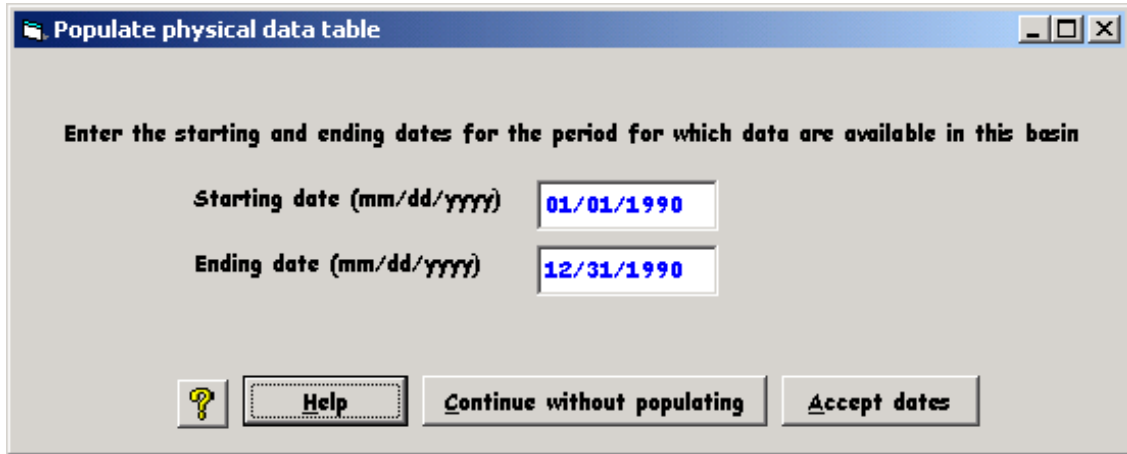 Populate physical data table
Enter the starting and ending dates for the period for which data are available in this basin
Starting date (mm/dd/yyyy) 01/01/1990
Ending date (mm/dd/yyyy) 12/31/1990
? Help Continue without populating Accept dates